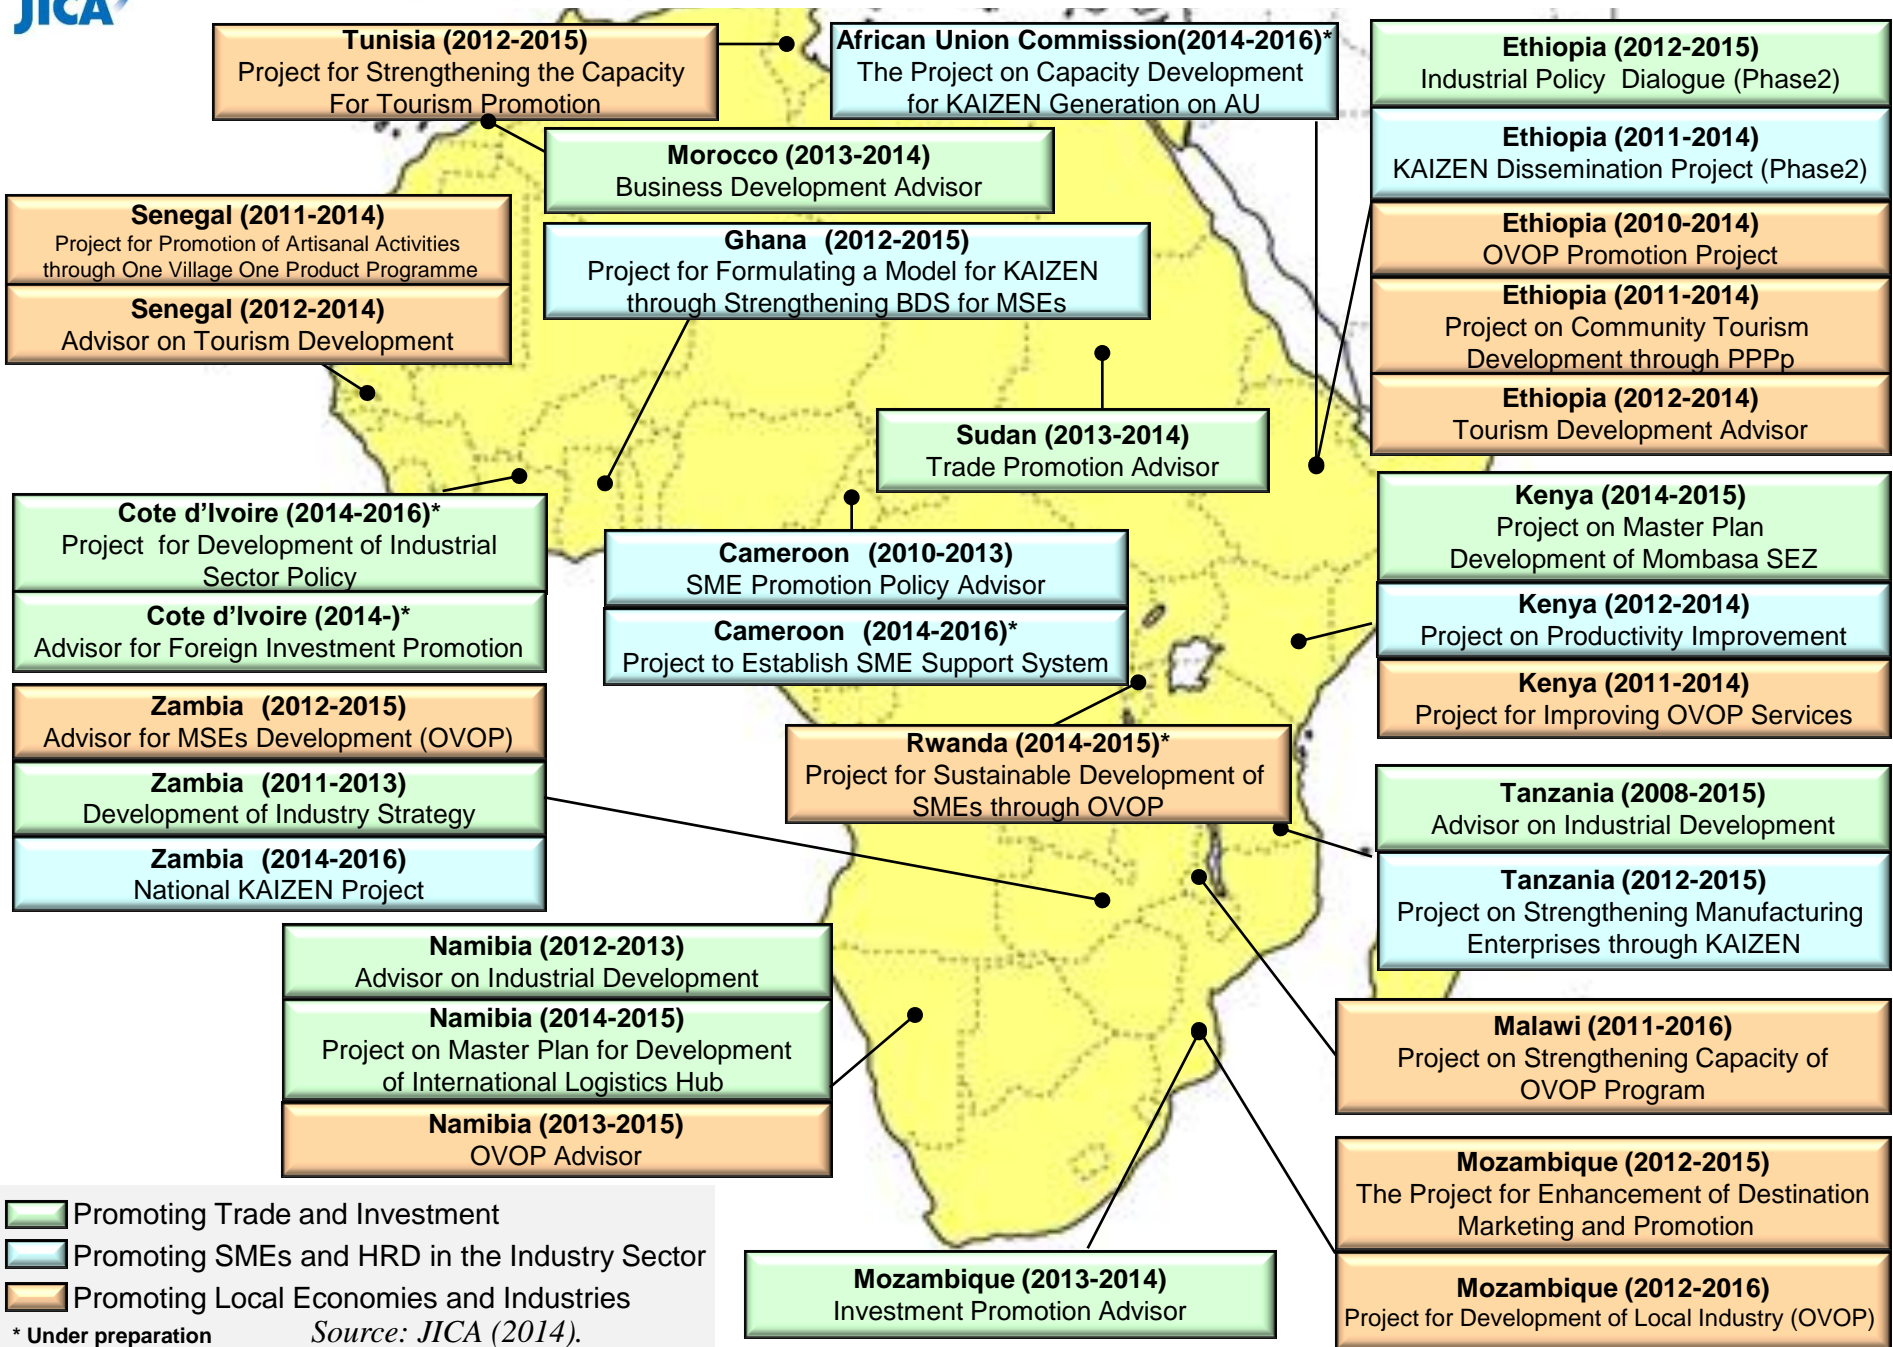 JICA
Tunisia (2012-2015)
Project for Strengthening the Capacity
For Tourism Promotion
African Union Commission(2014-2016)*
The Project on Capacity Development
for KAIZEN Generation on AU
Ethiopia (2012-2015)
Industrial Policy Dialogue (Phase2)
Ethiopia (2011-2014)
KAIZEN Dissemination Project (Phase2)
Ethiopia (2010-2014)
OVOP Promotion Project
Ethiopia (2011-2014)
Project on Community Tourism
Development through PPPp
Ethiopia (2012-2014)
Tourism Development Advisor
Morocco (2013-2014)
Business Development Advisor
Senegal (2011-2014)
Project for Promotion of Artisanal Activities
through One Village One Product Programme
Senegal (2012-2014)
Advisor on Tourism Development
Ghana (2012-2015)
Project for Formulating a Model for KAIZEN
through Strengthening BDS for MSEs
Sudan (2013-2014)
Trade Promotion Advisor
Cote d'Ivoire (2014-2016)*
Project for Development of Industrial
Sector Policy
Cote d'Ivoire (2014-)*
Advisor for Foreign Investment Promotion
Cameroon (2010-2013)
SME Promotion Policy Advisor
Cameroon (2014-2016)*
Project to Establish SME Support System
Kenya (2014-2015)
Project on Master Plan
Development of Mombasa SEZ
Kenya (2012-2014)
Project on Productivity Improvement
Kenya (2011-2014)
Project for Improving OVOP Services
Zambia (2012-2015)
Advisor for MSEs Development (OVOP)
Zambia (2011-2013)
Development of Industry Strategy
Zambia (2014-2016)
National KAIZEN Project
Rwanda (2014-2015)*
Project for Sustainable Development of
SMEs through OVOP
Tanzania (2008-2015)
Advisor on Industrial Development
Tanzania (2012-2015)
Project on Strengthening Manufacturing
Enterprises through KAIZEN
Namibia (2012-2013)
Advisor on Industrial Development
Namibia (2014-2015)
Project on Master Plan for Development
of International Logistics Hub
Namibia (2013-2015)
OVOP Advisor
Malawi (2011-2016)
Project on Strengthening Capacity of
OVOP Program
Mozambique (2012-2015)
The Project for Enhancement of Destination
Marketing and Promotion
Mozambique (2012-2016)
Project for Development of Local Industry (OVOP)
Mozambique (2013-2014)
Investment Promotion Advisor
Promoting Trade and Investment
Promoting SMEs and HRD in the Industry Sector
Promoting Local Economies and Industries
* Under preparation
Source: JICA (2014).